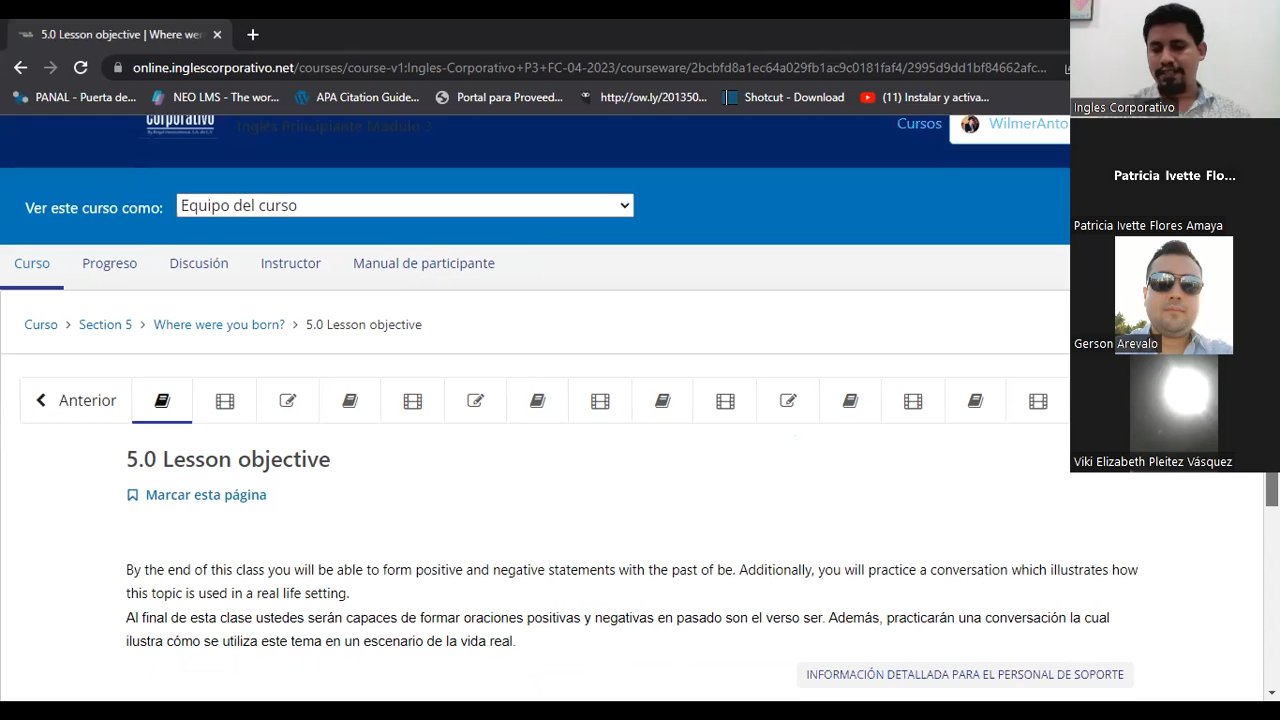 5.0 Lesson objective | Where wer
online.inglescorporativo.net/courses/course-v1:Ingles-Corporativo+P3+FC-04-2023/courseware/2bcbfd8a1ec64a029fb1ac9c0181faf4/2995d9dd1bf84662afc...
PANAL - Puerta de... NEO LMS - The wor... APA Citation Guide... Portal para Proveed... http://ow.ly/201350... Shotcut - Download (11) Instalar y activa...
corporativo
Inglés Principiante Módulo 3
Cursos WilmerAnto
Ver este curso como: Equipo del curso
Curso Progreso Discusión Instructor Manual de participante
Curso > Section 5 > Where were you born? > 5.0 Lesson objective
Anterior
5.0 Lesson objective
Marcar esta página
By the end of this class you will be able to form positive and negative statements with the past of be. Additionally, you will practice a conversation which illustrates how
this topic is used in a real life setting.
Al final de esta clase ustedes serán capaces de formar oraciones positivas y negativas en pasado son el verso ser. Además, practicarán una conversación la cual
ilustra cómo se utiliza este tema en un escenario de la vida real.
INFORMACIÓN DETALLADA PARA EL PERSONAL DE SOPORTE
Ingles Corporativo
Patricia Ivette Flo...
Patricia Ivette Flores Amaya
Gerson Arevalo
Viki Elizabeth Pleitez Vásquez